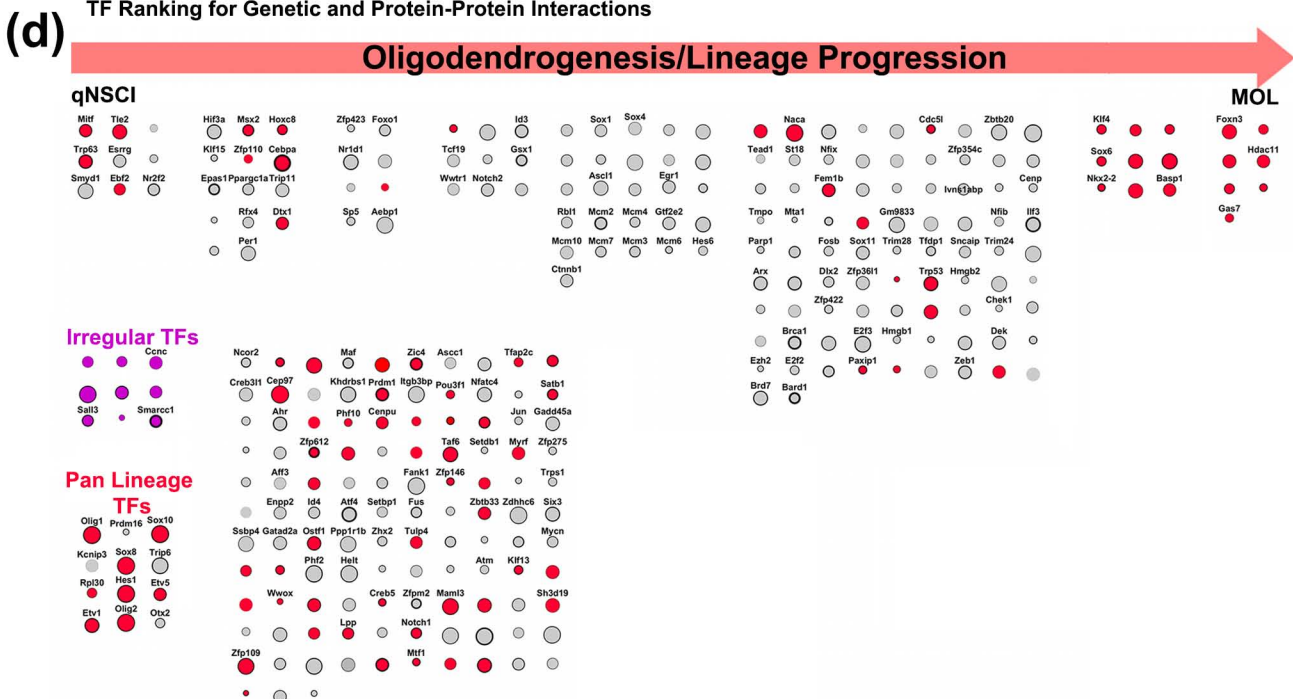 TF Ranking for Genetic and Protein-Protein Interactions
(d)
Oligodendrogenesis/Lineage Progression
qNSCI
MOL
Mitf Tle2
Trp63 Esrrg
Smyd1 Ebf2 Nr2f2
Hif3a Msx2 Hoxc8
Klf15 Zfp110 Cebpa
Epas1 Ppargc1a Trip11
Rfx4 Dtx1
Per1
Zfp423 Foxo1
Nr1d1
Sp5 Aebp1
Id3
Tcf19 Gsx1
Wwtr1 Notch2
Sox1 Sox4
Ascl1 Egr1
Rbl1 Mcm2 Mcm4 Gtf2e2
Mcm10 Mcm7 Mcm3 Mcm6 Hes6
Ctnnb1
Naca Cdc5l Zbtb20
Tead1 St18 Nfix Zfp354c
Fem1b Ivns1abp Cenp
Tmpo Mta1 Gm9833 Nfib Ilf3
Parp1 Fosb Sox11 Trim28 Tfdp1 Sncaip Trim24
Arx Dlx2 Zfp36l1 Trp53 Hmgb2
Zfp422 Chek1
Brca1 E2f3 Hmgb1 Dek
Ezh2 E2f2 Paxip1 Zeb1
Brd7 Bard1
Klf4
Sox6
Nkx2-2 Basp1
Foxn3
Hdac11
Gas7
Irregular TFs
Ccnc
Sall3 Smarcc1
Pan Lineage
TFs
Olig1 Prdm16 Sox10
Kcnip3 Sox8 Trip6
Rpl30 Hes1 Etv5
Etv1 Olig2 Otx2
Ncor2 Maf Zic4 Ascc1 Tfap2c
Creb3l1 Cep97 Khdrbs1 Prdm1 Itgb3bp Pou3f1 Nfatc4 Satb1
Ahr Phf10 Cenpu Jun Gadd45a
Zfp612 Taf6 Setdb1 Myrf Zfp275
Aff3 Fank1 Zfp146 Trps1
Enpp2 Id4 Atf4 Setbp1 Fus Zbtb33 Zdhhc6 Six3
Ssbp4 Gatad2a Ostf1 Ppp1r1b Zhx2 Tulp4 Mycn
Phf2 Helt Atm Klf13
Wwox Creb5 Zfpm2 Maml3 Sh3d19
Lpp Notch1
Zfp109 Mtf1